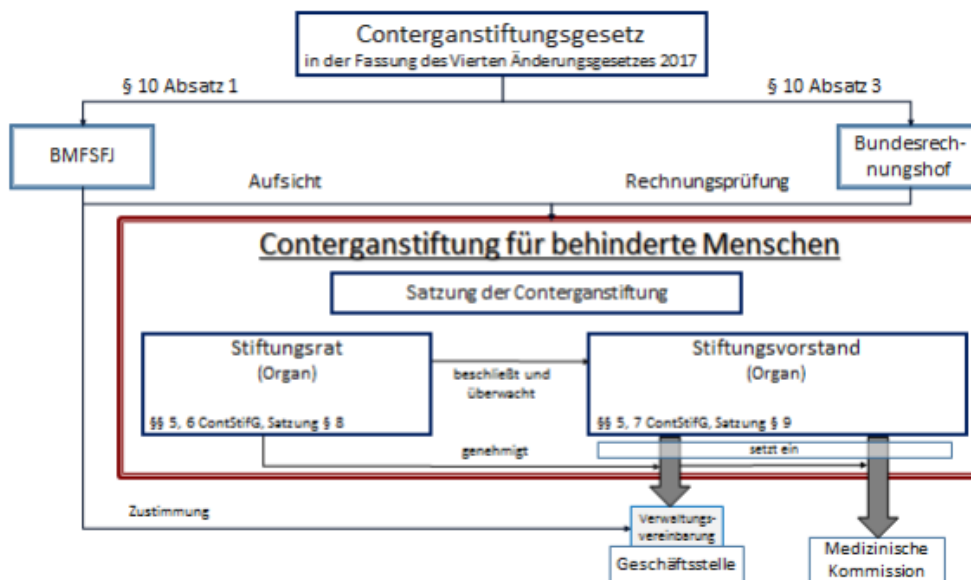 Conterganstiftungsgesetz
in der Fassung des Vierten Änderungsgesetzes 2017
§ 10 Absatz 1
§ 10 Absatz 3
BMFSFJ
Bundesrech-
nungshof
Aufsicht
Rechnungsprüfung
Conterganstiftung für behinderte Menschen
Satzung der Conterganstiftung
Stiftungsrat
(Organ)
§§ 5, 6 ContStifG, Satzung § 8
beschließt und
überwacht
Stiftungsvorstand
(Organ)
§§ 5, 7 ContStifG, Satzung § 9
genehmigt
setzt ein
Zustimmung
Verwaltungs-
vereinbarung
Geschäftsstelle
Medizinische
Kommission